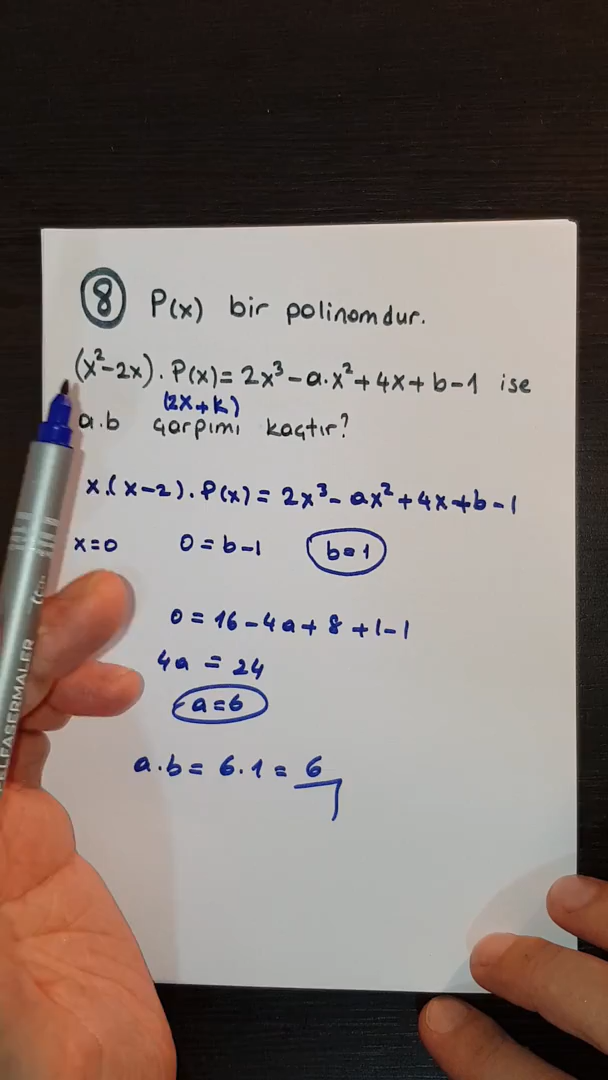 8 P(x) bir polinomdur.
(x²-2x). P(x)= 2x³-a.x²+4x+b-1 ise
(2x+k)
a.b çarpımı kaçtır?
x.(x-2). P(x) = 2x³- ax²+4x+b-1
x=0 0=b-1 b=1
0=16-4a+8+1-1
4a = 24
a=6
a.b= 6.1= 6
ELFASERMALER